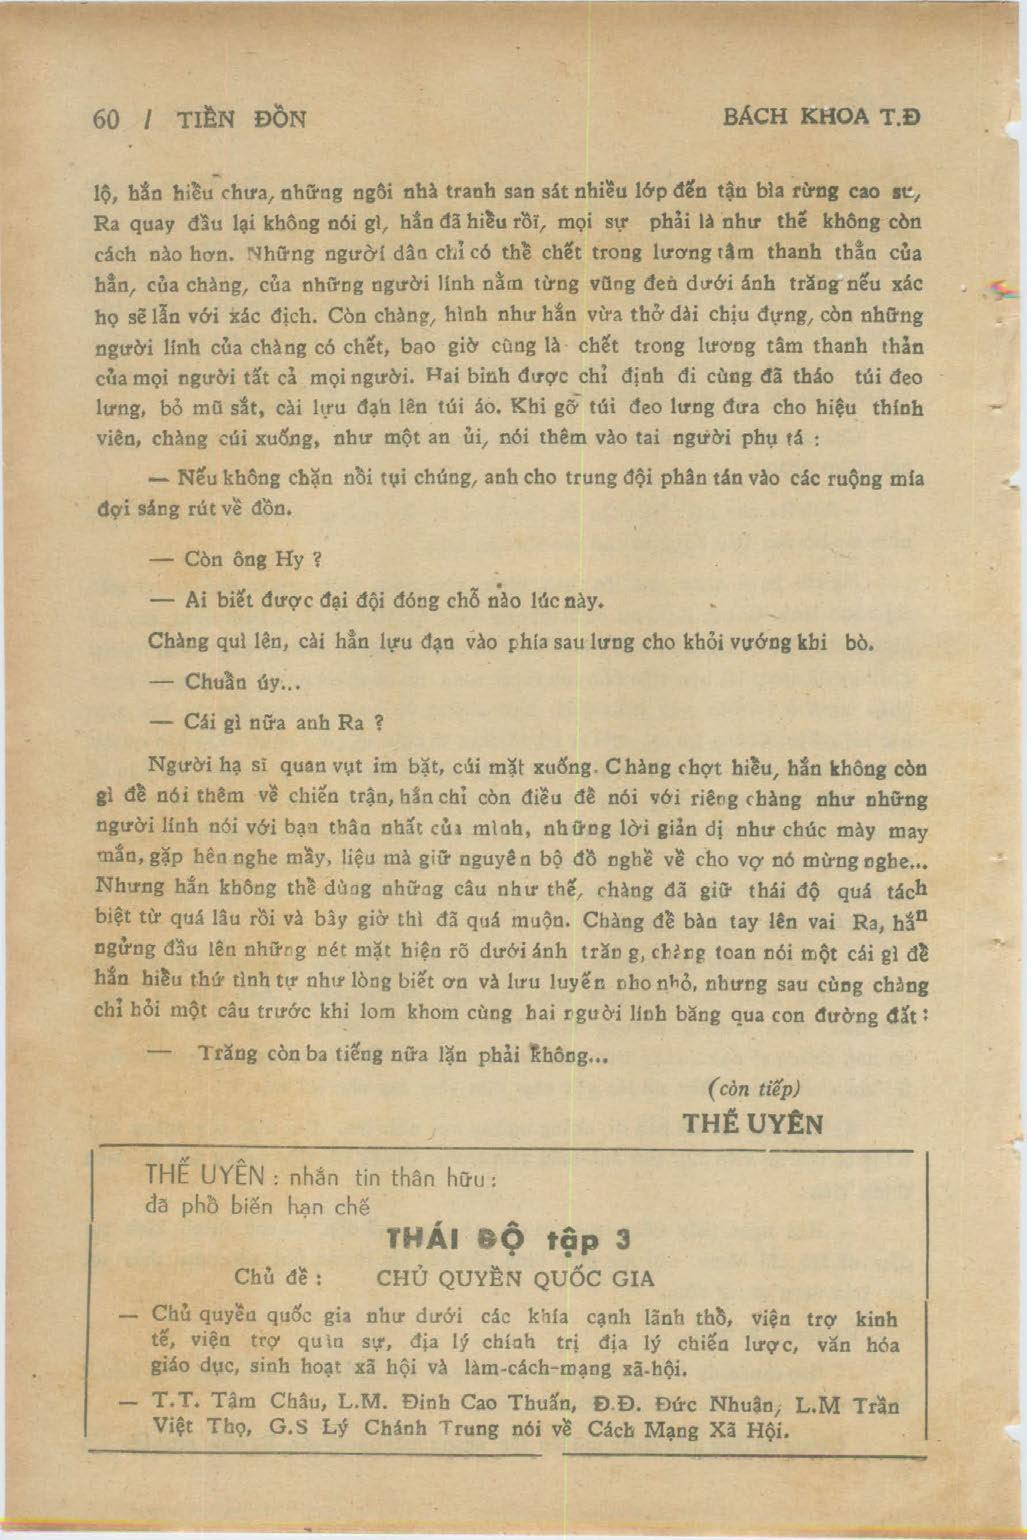 60 / TIỀN ĐỒN
BÁCH KHOA T.Đ
lộ, hắn hiểu chưa, những ngôi nhà tranh san sát nhiều lớp đến tận bìa rừng cao su,
Ra quay đầu lại không nói gì, hắn đã hiểu rồi, mọi sự phải là như thế không còn
cách nào hơn. Những người dân chỉ có thể chết trong lương tâm thanh thản của
hắn, của chàng, của những người lính nằm từng vũng đen dưới ánh trăng nếu xác
họ sẽ lẫn với xác địch. Còn chàng, hình như hắn vừa thở dài chịu đựng, còn những
người lính của chàng có chết, bao giờ cũng là chết trong lương tâm thanh thản
của mọi người tất cả mọi người. Hai binh được chỉ định đi cùng đã tháo túi đeo
lưng, bỏ mũ sắt, cài lựu đạn lên túi áo. Khi gỡ túi đeo lưng đưa cho hiệu thính
viên, chàng cúi xuống, như một an ủi, nói thêm vào tai người phụ tá :
— Nếu không chặn nổi tụi chúng, anh cho trung đội phân tán vào các ruộng mía
đợi sáng rút về đồn.
— Còn ông Hy ?
— Ai biết được đại đội đóng chỗ nào lúc này.
Chàng quì lên, cài hẳn lựu đạn vào phía sau lưng cho khỏi vướng khi bò.
— Chuẩn úy...
— Cái gì nữa anh Ra ?
Người hạ sĩ quan vụt im bặt, cúi mặt xuống. Chàng chợt hiểu, hắn không còn
gì để nói thêm về chiến trận, hắn chỉ còn điều để nói với riêng chàng như những
người lính nói với bạn thân nhất của mình, những lời giản dị như chúc mày may
mắn, gặp hên nghe mầy, liệu mà giữ nguyên bộ đồ nghề về cho vợ nó mừng nghe...
Nhưng hắn không thể dùng những câu như thế, chàng đã giữ thái độ quá tách
biệt từ quá lâu rồi và bây giờ thì đã quá muộn. Chàng để bàn tay lên vai Ra, hắn
ngửng đầu lên những nét mặt hiện rõ dưới ánh trăng, chàng toan nói một cái gì để
hắn hiểu thứ tình tự như lòng biết ơn và lưu luyến nho nhỏ, nhưng sau cùng chàng
chỉ hỏi một câu trước khi lom khom cùng hai người lính băng qua con đường đất :
— Trăng còn ba tiếng nữa lặn phải không...
(còn tiếp)
THẾ UYÊN
THẾ UYÊN : nhắn tin thân hữu :
đã phổ biến hạn chế
THÁI ĐỘ tập 3
Chủ đề : CHỦ QUYỀN QUỐC GIA
— Chủ quyền quốc gia như dưới các khía cạnh lãnh thổ, viện trợ kinh
tế, viện trợ quân sự, địa lý chính trị địa lý chiến lược, văn hóa
giáo dục, sinh hoạt xã hội và làm-cách-mạng xã-hội.
— T.T. Tâm Châu, L.M. Đinh Cao Thuấn, Đ.Đ. Đức Nhuận, L.M Trần
Việt Thọ, G.S Lý Chánh Trung nói về Cách Mạng Xã Hội.